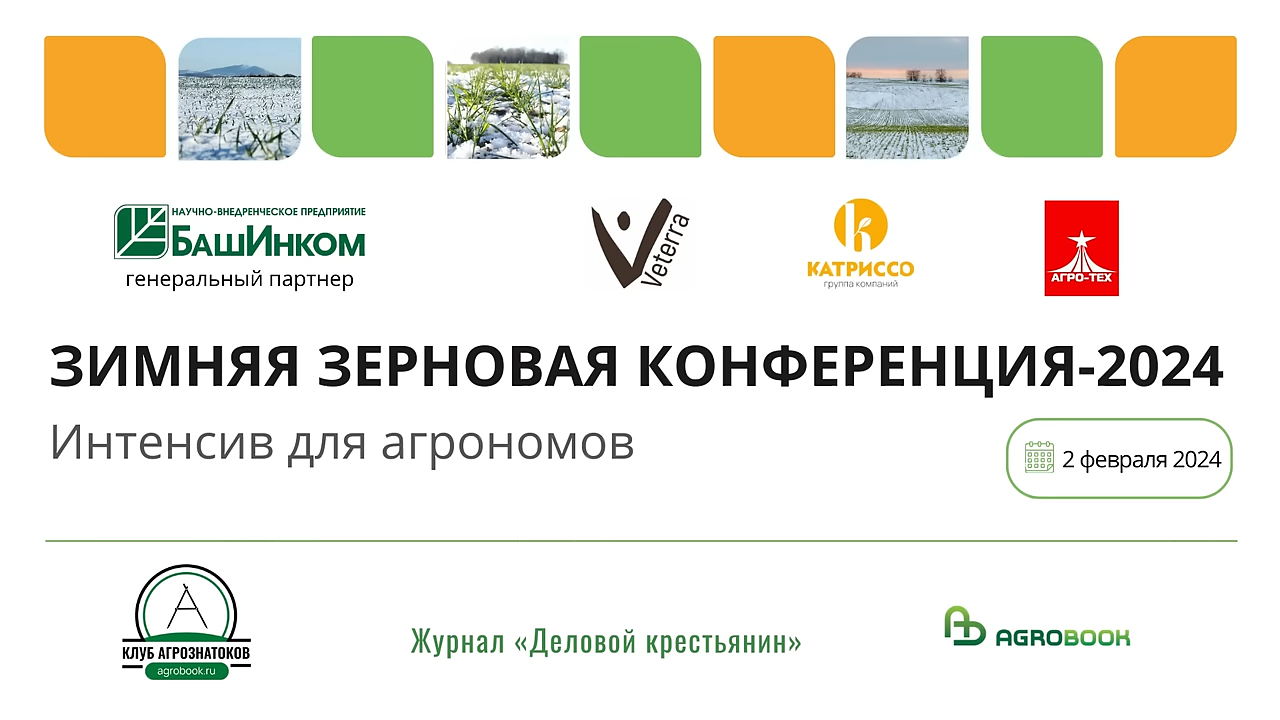 НАУЧНО-ВНЕДРЕНЧЕСКОЕ ПРЕДПРИЯТИЕ
БАШИНКОМ
генеральный партнер
Veterra
КАТРИССО
группа компаний
АГРО-ТЕХ
ЗИМНЯЯ ЗЕРНОВАЯ КОНФЕРЕНЦИЯ-2024
Интенсив для агрономов
2 февраля 2024
КЛУБ АГРОЗНАТОКОВ
agrobook.ru
Журнал «Деловой крестьянин»
AGROBOOK